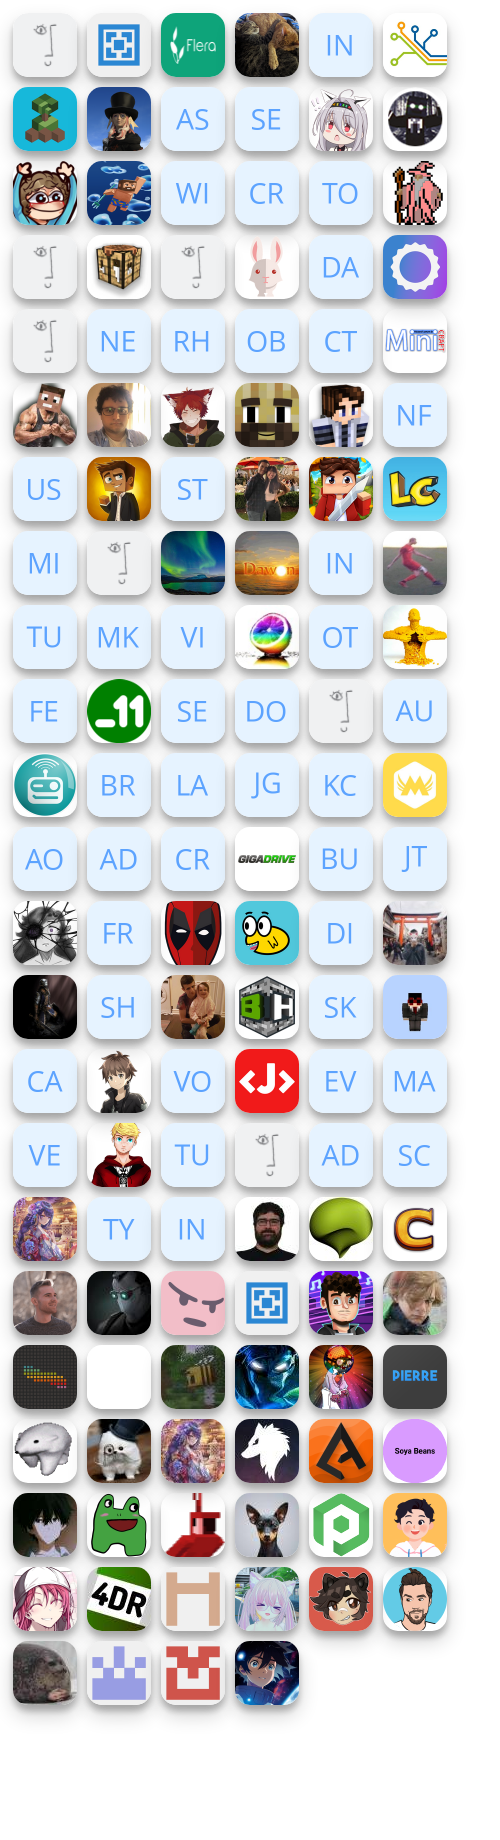 Flera
IN
AS
SE
WI
CR
TO
DA
NE
RH
OB
CT
Mini
NF
US
ST
LC
MI
Dawon
IN
TU
MK
VI
OT
FE
_11
SE
DO
AU
BR
LA
JG
KC
AO
AD
CR
GIGADRIVE
BU
JT
FR
DI
SH
BH
SK
CA
VO
<J>
EV
MA
VE
TU
AD
SC
TY
IN
C
PIERRE
Soya Beans
4DR
H